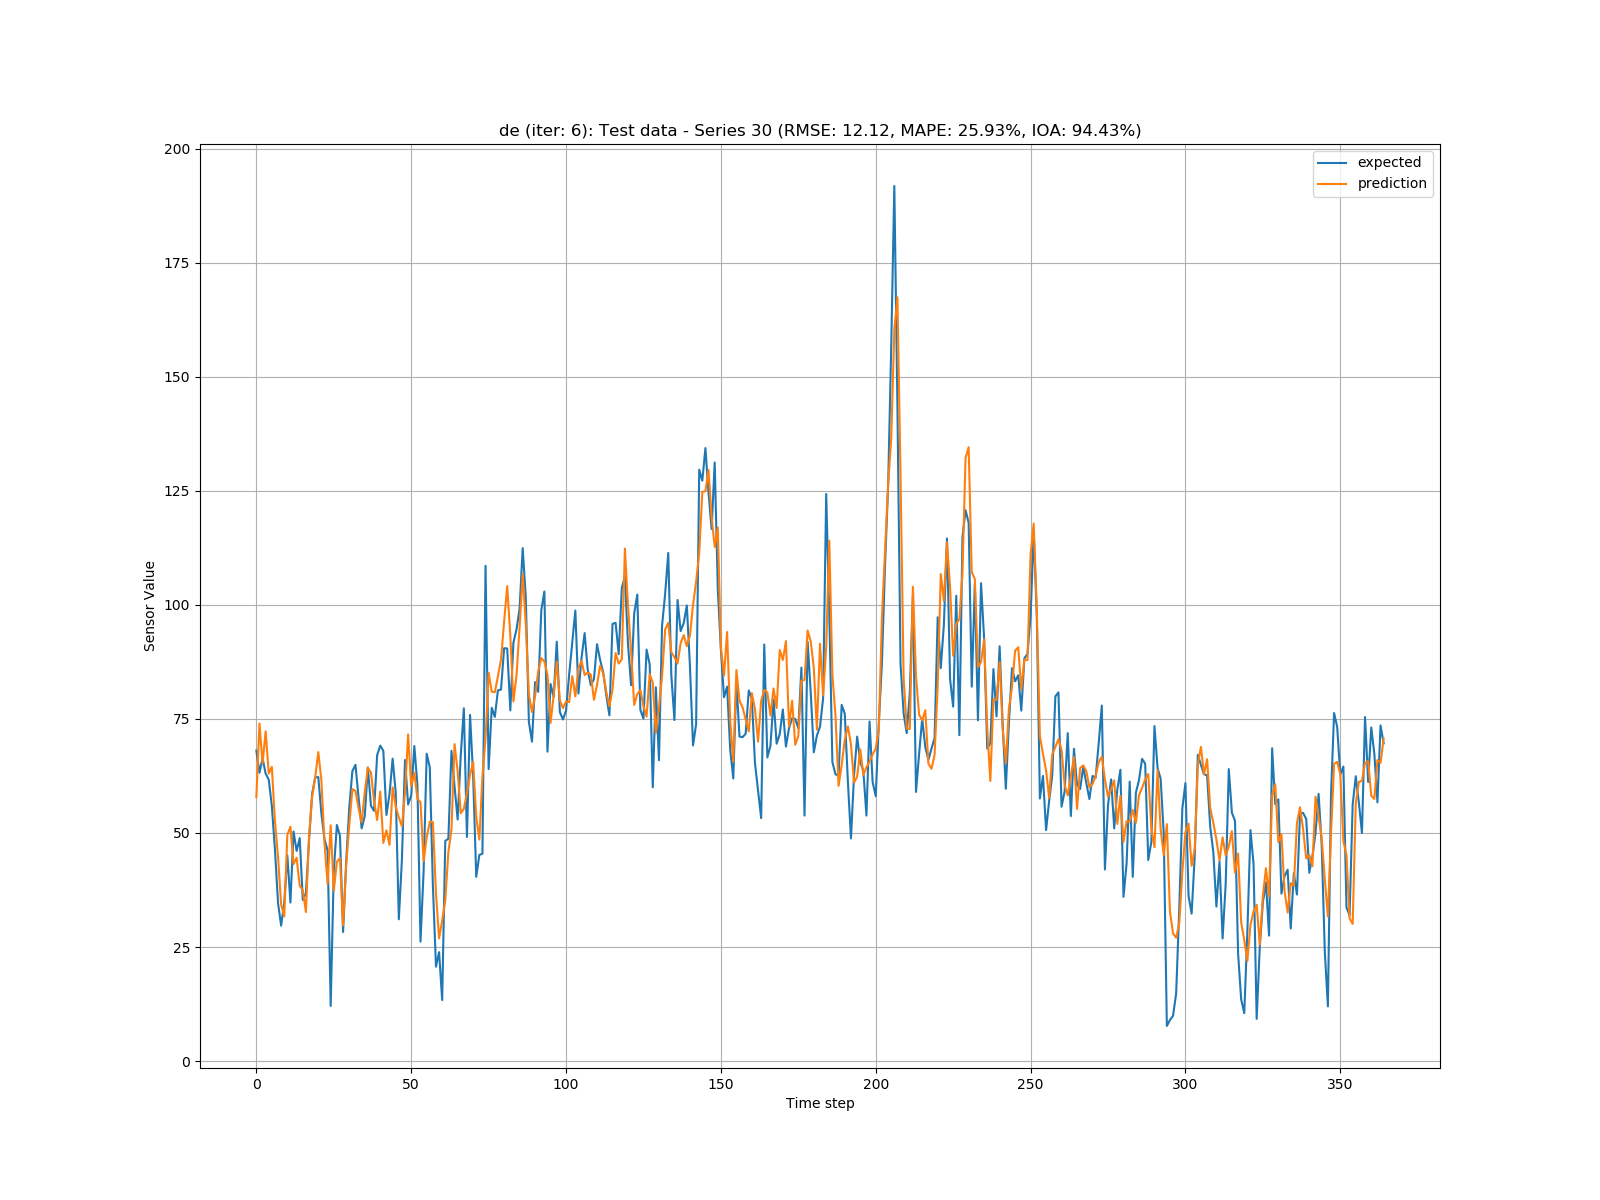 de (iter: 6): Test data - Series 30 (RMSE: 12.12, MAPE: 25.93%, IOA: 94.43%)
expected
prediction
Sensor Value
200
175
150
125
100
75
50
25
0
0 50 100 150 200 250 300 350
Time step